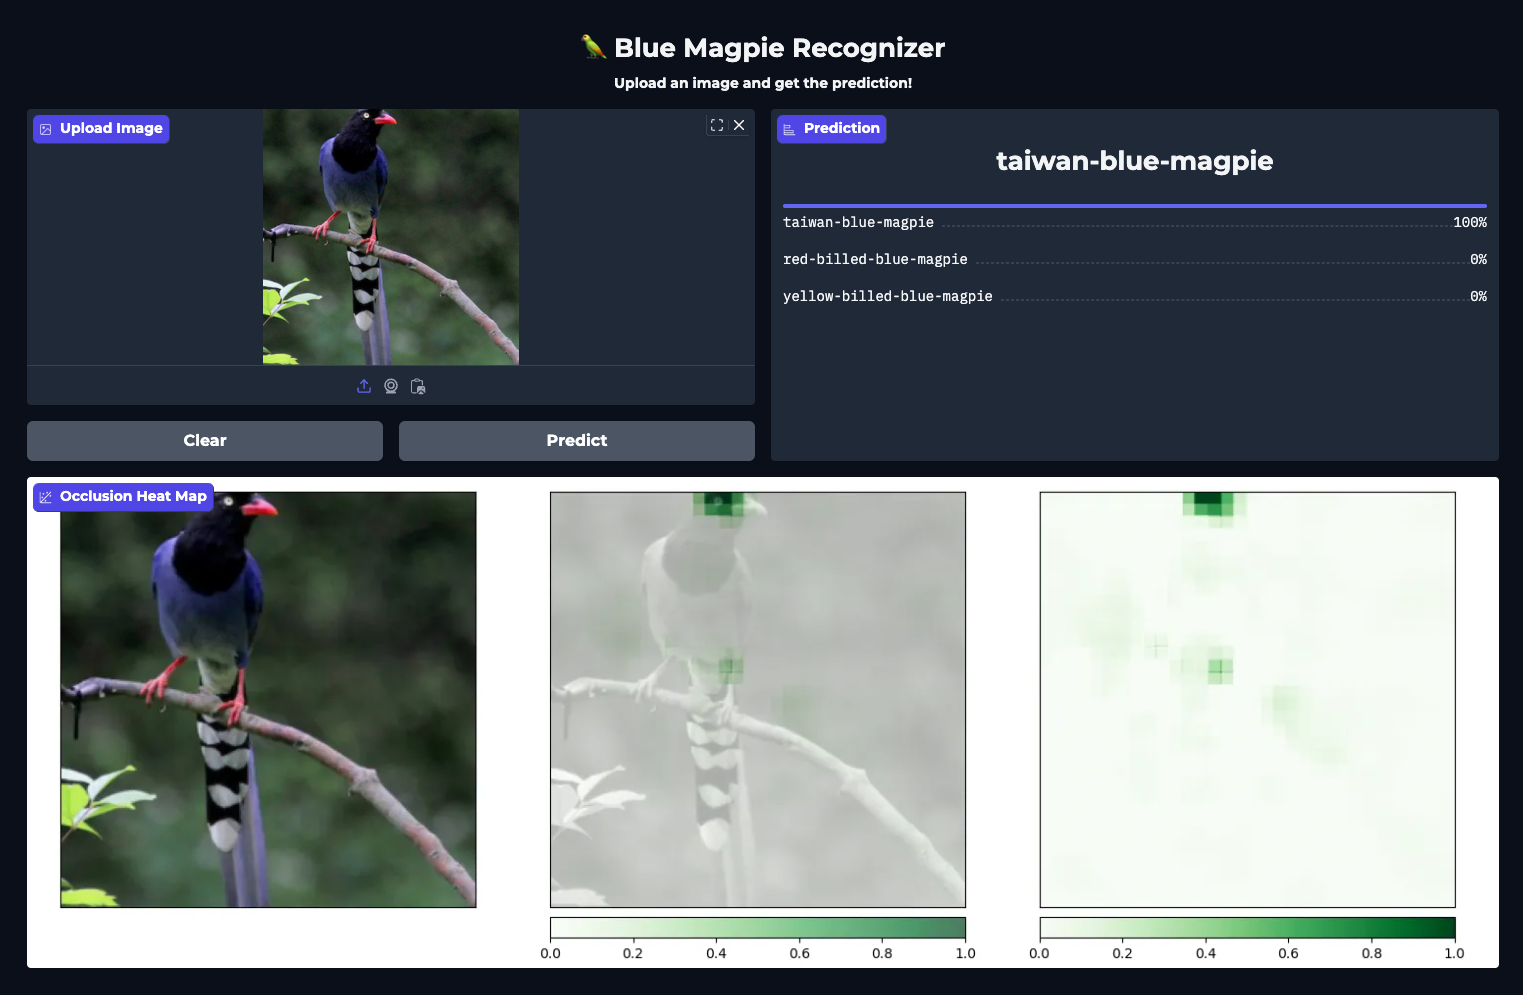 Blue Magpie Recognizer
Upload an image and get the prediction!
Upload Image
Clear
Predict
Prediction
taiwan-blue-magpie
taiwan-blue-magpie 100%
red-billed-blue-magpie 0%
yellow-billed-blue-magpie 0%
Occlusion Heat Map
0.0 0.2 0.4 0.6 0.8 1.0
0.0 0.2 0.4 0.6 0.8 1.0